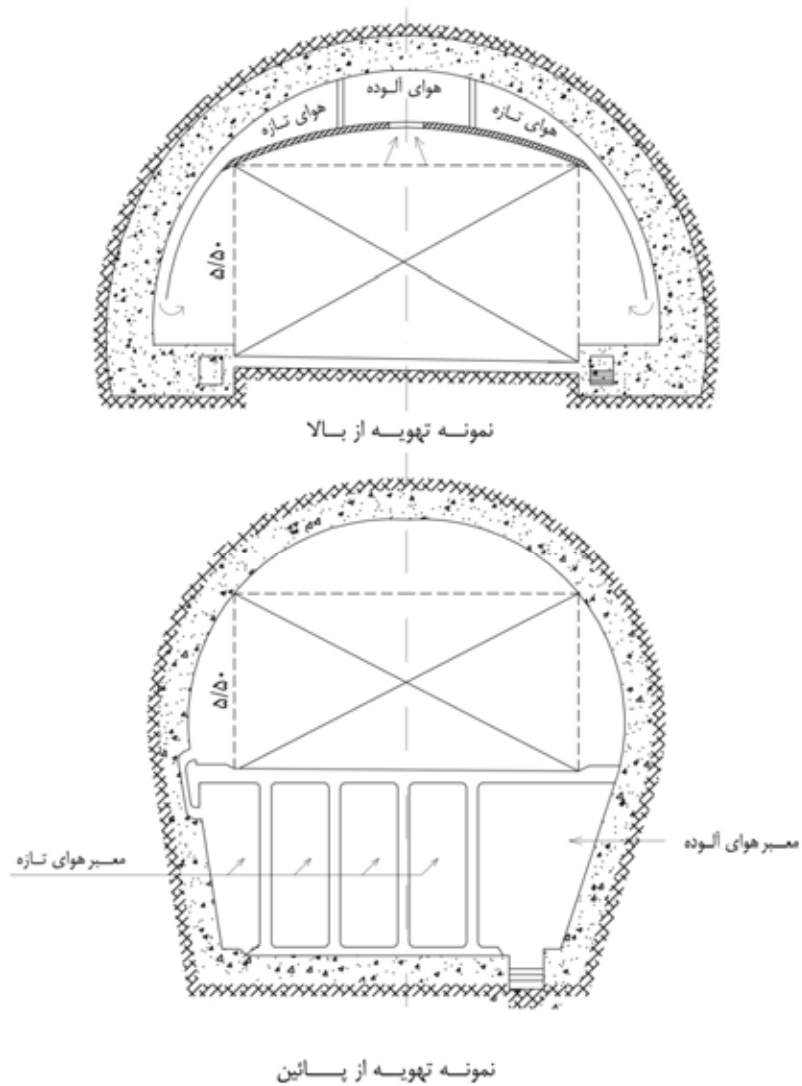 هوای آلوده
هوای تازه
هوای تازه
۵/۵۰
نمونه تهویه از بالا
۵/۵۰
معبر هوای آلوده
معبر هوای تازه
نمونه تهویه از پائین